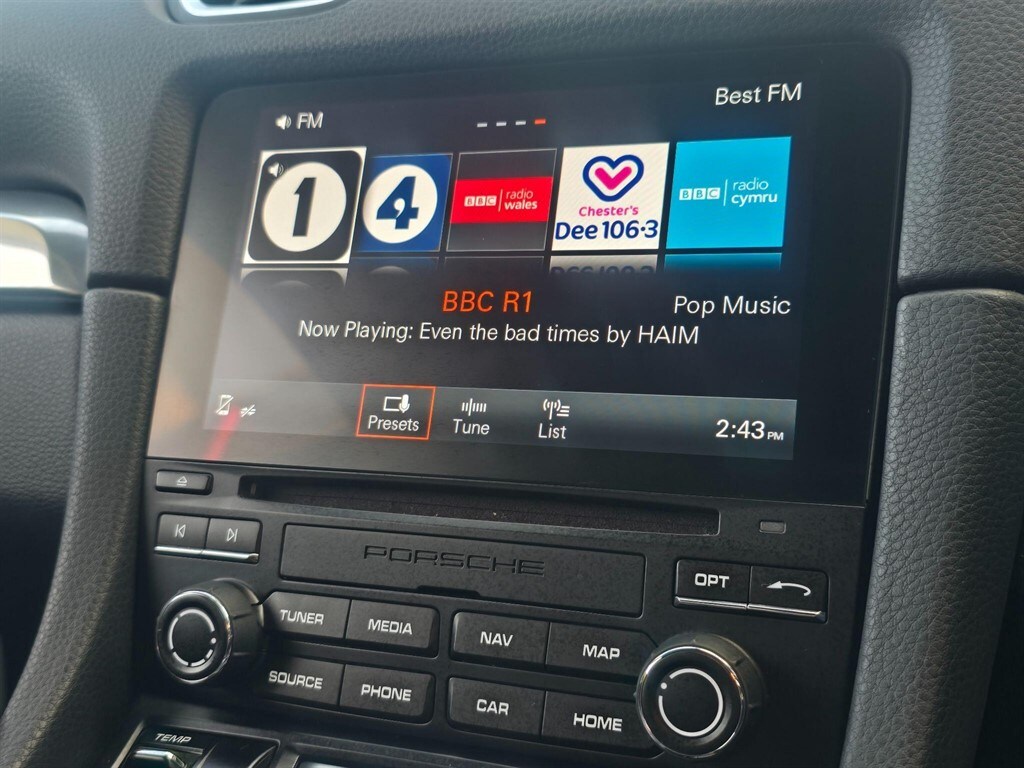 Best FM
FM
1
4
BBC radio wales
Chester's
Dee 106·3
BBC radio cymru
BBC R1
Pop Music
Now Playing: Even the bad times by HAIM
Presets
Tune
List
2:43 PM
PORSCHE
OPT
TUNER
MEDIA
NAV
MAP
SOURCE
PHONE
CAR
HOME
TEMP